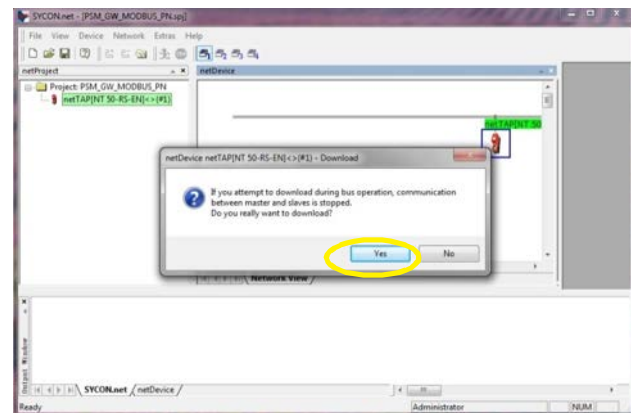 SYCON.net - [PSM_GW_MODBUS_PN.spj]
File View Device Network Extras Help
netProject
netDevice
Project: PSM_GW_MODBUS_PN
netTAP[NT 50-RS-EN]<>(#1)
netTAP[NT 50
netDevice netTAP[NT 50-RS-EN]<>(#1) - Download
If you attempt to download during bus operation, communication
between master and slaves is stopped.
Do you really want to download?
Yes No
Network View
Output Window
SYCON.net netDevice
Ready Administrator NUM